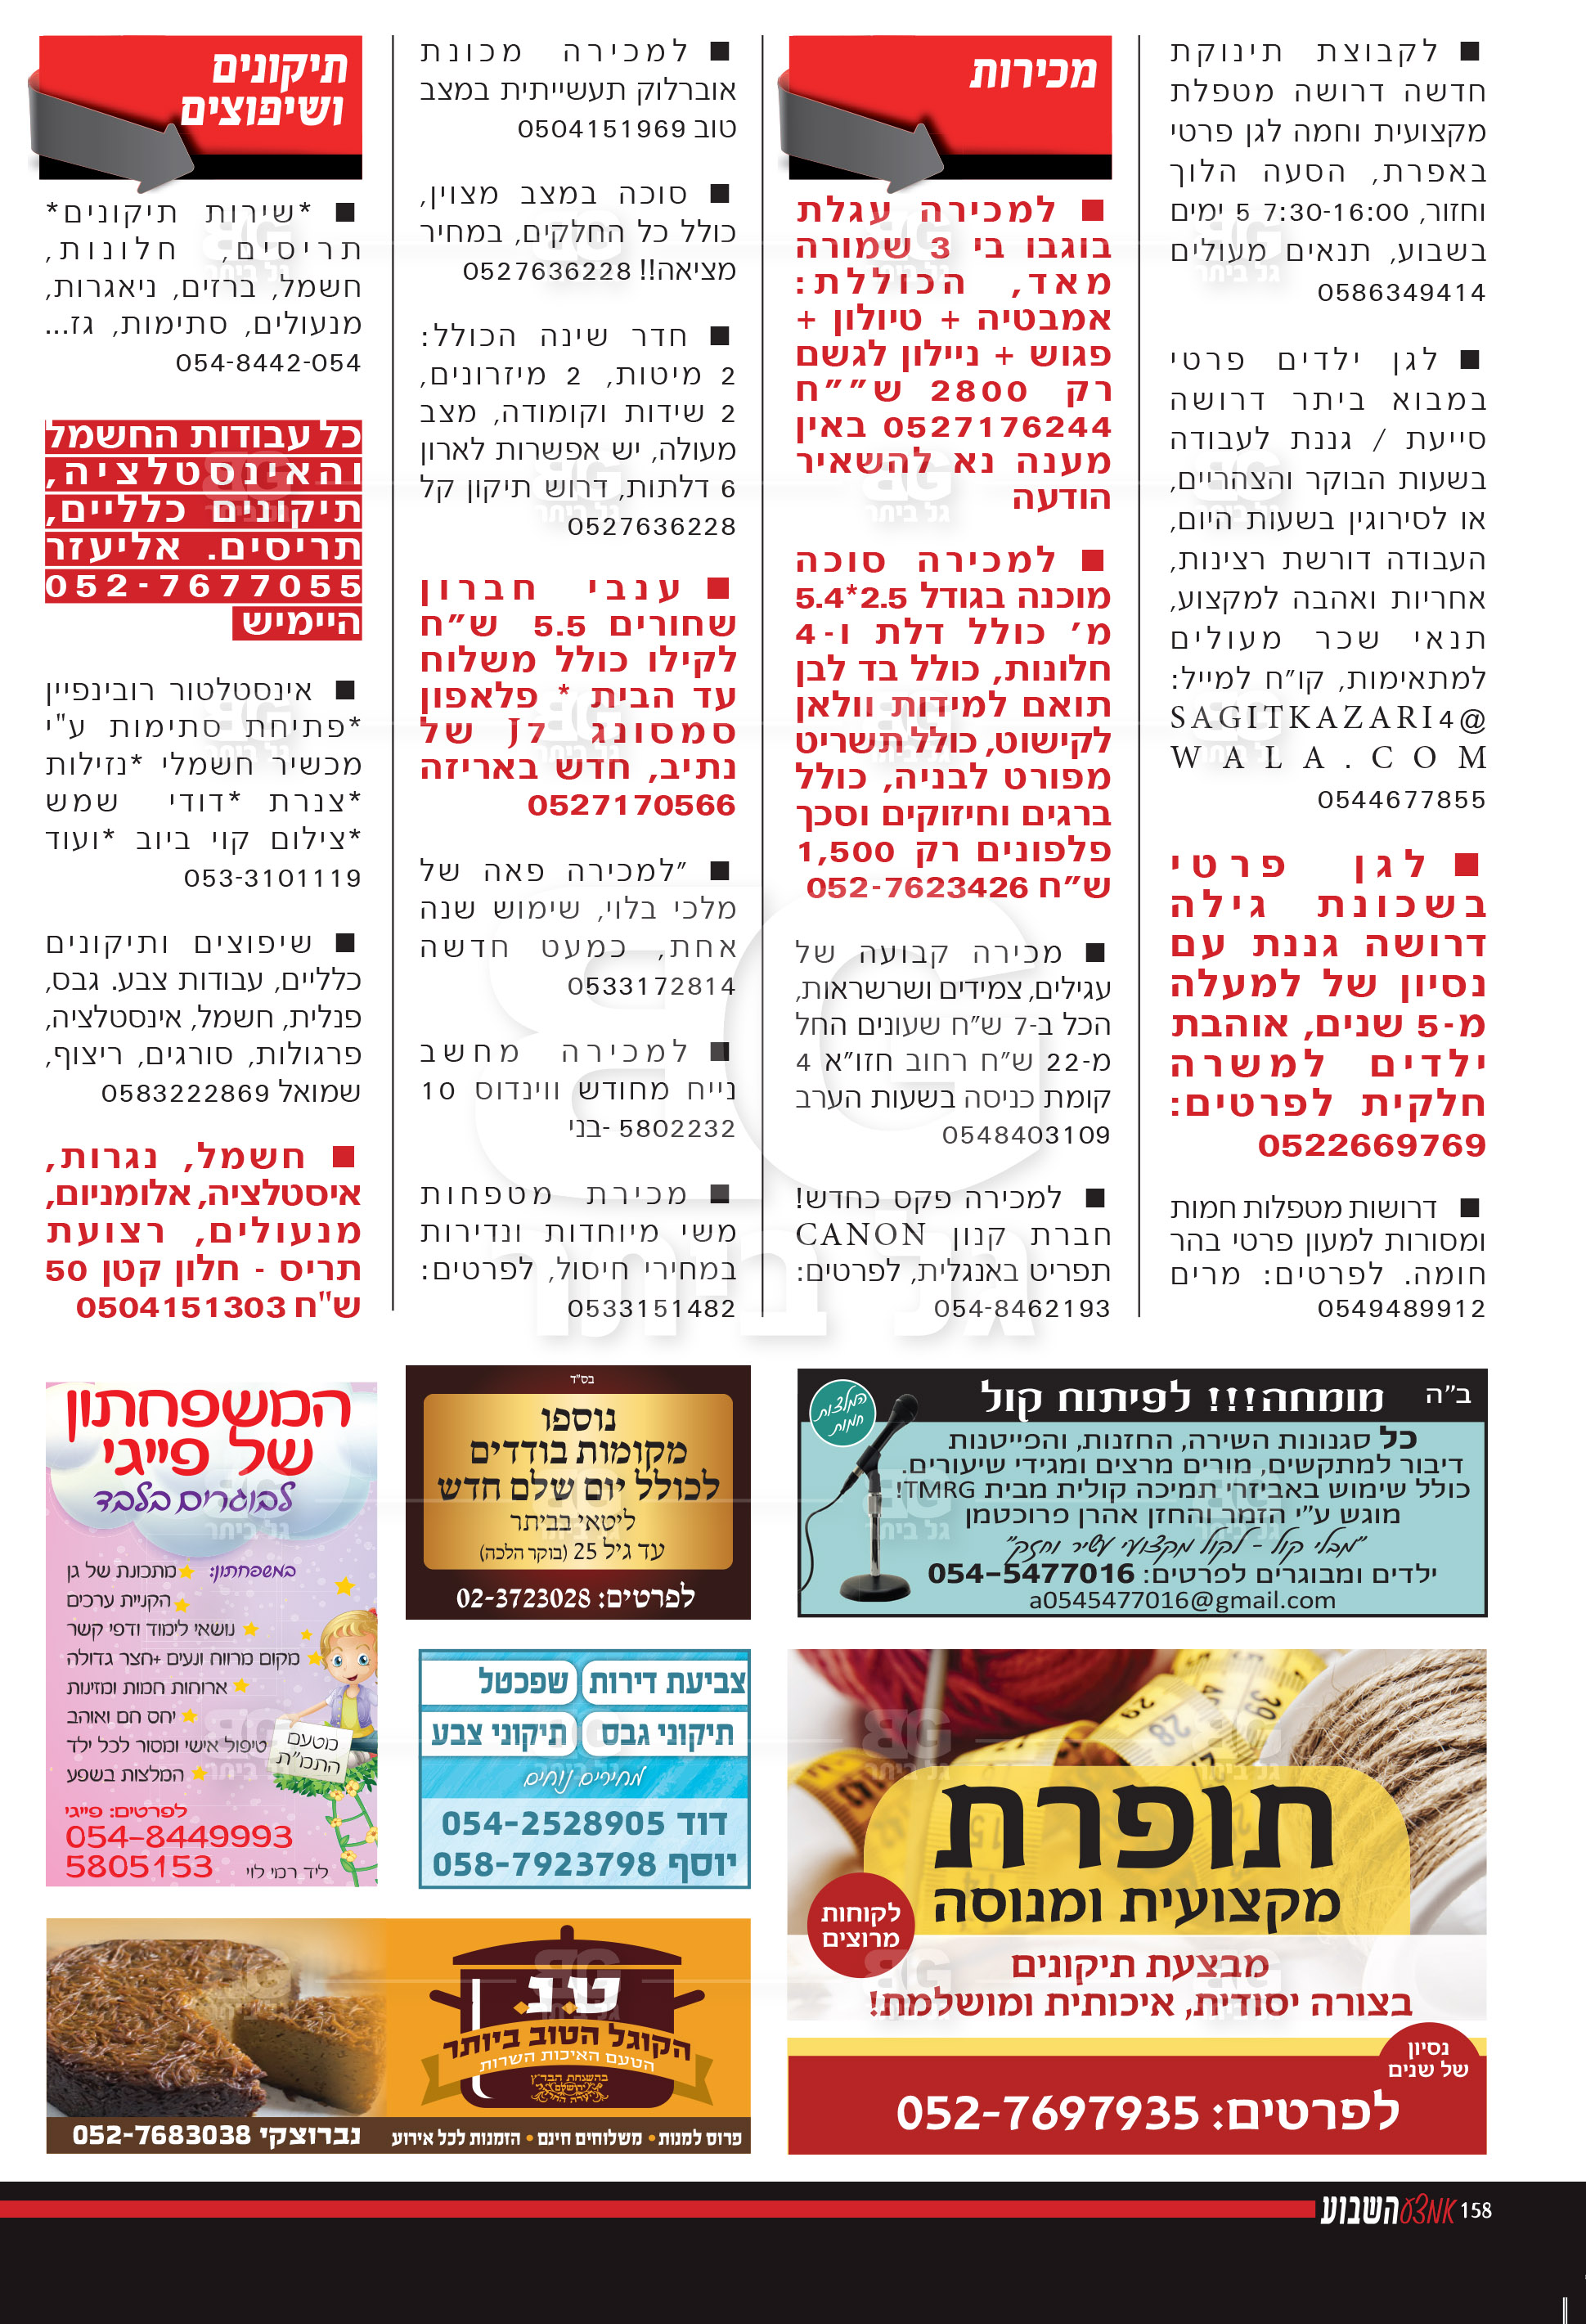 ■ לקבוצת תינוקת
חדשה דרושה מטפלת
מקצועית וחמה לגן פרטי
באפרת, הסעה הלוך
וחזור, 7:30-16:00 5 ימים
בשבוע, תנאים מעולים
0586349414
■ לגן ילדים פרטי
במבוא ביתר דרושה
סייעת / גננת לעבודה
בשעות הבוקר והצהריים,
או לסירוגין בשעות היום,
העבודה דורשת רצינות,
אחריות ואהבה למקצוע,
תנאי שכר מעולים
למתאימות, קו״ח למייל:
SAGITKAZARI4@
WALA.COM
0544677855
■ לגן פרטי
בשכונת גילה
דרושה גננת עם
נסיון של למעלה
מ-5 שנים, אוהבת
ילדים למשרה
חלקית לפרטים:
0522669769
■ דרושות מטפלות חמות
ומסורות למעון פרטי בהר
חומה. לפרטים: מרים
0549489912
מכירות
■ למכירה עגלת
בוגבו בי 3 שמורה
מאד, הכוללת:
אמבטיה + טיולון +
פגוש + ניילון לגשם
רק 2800 ש״״ח
0527176244 באין
מענה נא להשאיר
הודעה
■ למכירה סוכה
מוכנה בגודל 5.4*2.5
מ׳ כולל דלת ו-4
חלונות, כולל בד לבן
תואם למידות וולאן
לקישוט, כולל תשריט
מפורט לבניה, כולל
ברגים וחיזוקים וסכך
פלפונים רק 1,500
ש״ח 052-7623426
■ מכירה קבועה של
עגילים, צמידים ושרשראות,
הכל ב-7 ש״ח שעונים החל
מ-22 ש״ח רחוב חזו״א 4
קומת כניסה בשעות הערב
0548403109
■ למכירה פקס כחדש!
חברת קנון CANON
תפריט באנגלית, לפרטים:
054-8462193
■ למכירה מכונת
אוברלוק תעשייתית במצב
טוב 0504151969
■ סוכה במצב מצוין,
כולל כל החלקים, במחיר
מציאה!! 0527636228
■ חדר שינה הכולל:
2 מיטות, 2 מיזרונים,
2 שידות וקומודה, מצב
מעולה, יש אפשרות לארון
6 דלתות, דרוש תיקון קל
0527636228
■ ענבי חברון
שחורים 5.5 ש״ח
לקילו כולל משלוח
עד הבית * פלאפון
סמסונג J7 של
נתיב, חדש באריזה
0527170566
■ ״למכירה פאה של
מלכי בלוי, שימוש שנה
אחת, כמעט חדשה
0533172814
■ למכירה מחשב
נייח מחודש ווינדוס 10
5802232 -בני
■ מכירת מטפחות
משי מיוחדות ונדירות
במחירי חיסול, לפרטים:
0533151482
תיקונים
ושיפוצים
■ *שירות תיקונים*
תריסים, חלונות,
חשמל, ברזים, ניאגרות,
מנעולים, סתימות, גז...
054-8442-054
כל עבודות החשמל
והאינסטלציה,
תיקונים כלליים,
תריסים. אליעזר
052-7677055
היימיש
■ אינסטלטור רובינפיין
*פתיחת סתימות ע"י
מכשיר חשמלי *נזילות
*צנרת *דודי שמש
*צילום קוי ביוב *ועוד
053-3101119
■ שיפוצים ותיקונים
כלליים, עבודות צבע. גבס,
פנלית, חשמל, אינסטלציה,
פרגולות, סורגים, ריצוף,
שמואל 0583222869
■ חשמל, נגרות,
איסטלציה, אלומניום,
מנעולים, רצועת
תריס - חלון קטן 50
ש"ח 0504151303
ב״ה
מומחה!!! לפיתוח קול
המלצות
חמות
כל סגנונות השירה, החזנות, והפייטנות
דיבור למתקשים, מורים מרצים ומגידי שיעורים.
כולל שימוש באביזרי תמיכה קולית מבית TMRG!
מוגש ע״י הזמר והחזן אהרן פרוכטמן
״מבלי קול - לקול מקצועי עשיר וחזק״
ילדים ומבוגרים לפרטים: 054-5477016
a0545477016@gmail.com
בס״ד
נוספו
מקומות בודדים
לכולל יום שלם חדש
ליטאי בביתר
עד גיל 25 (בוקר הלכה)
לפרטים: 02-3723028
המשפחתון
של פייגי
לבוגרים בלבד
במשפחתון: מתכונת של גן
הקניית ערכים
נושאי לימוד ודפי קשר
מקום מרווח ונעים +חצר גדולה
ארוחות חמות ומזינות
יחס חם ואוהב
טיפול אישי ומסור לכל ילד
המלצות בשפע
מטעם
התמ״ת
לפרטים: פייגי
054-8449993
5805153 ליד רמי לוי
צביעת דירות שפכטל
תיקוני גבס תיקוני צבע
מחירים נוחים
דוד 054-2528905
יוסף 058-7923798
תופרת
מקצועית ומנוסה
לקוחות
מרוצים
מבצעת תיקונים
בצורה יסודית, איכותית ומושלמת!
נסיון
של שנים
לפרטים: 052-7697935
ט.נ.
הקוגל הטוב ביותר
הטעם האיכות השרות
פרוס למנות • משלוחים חינם • הזמנות לכל אירוע
גברוצקי 052-7683038
158 אמצע השבוע
BG
גל ביתר